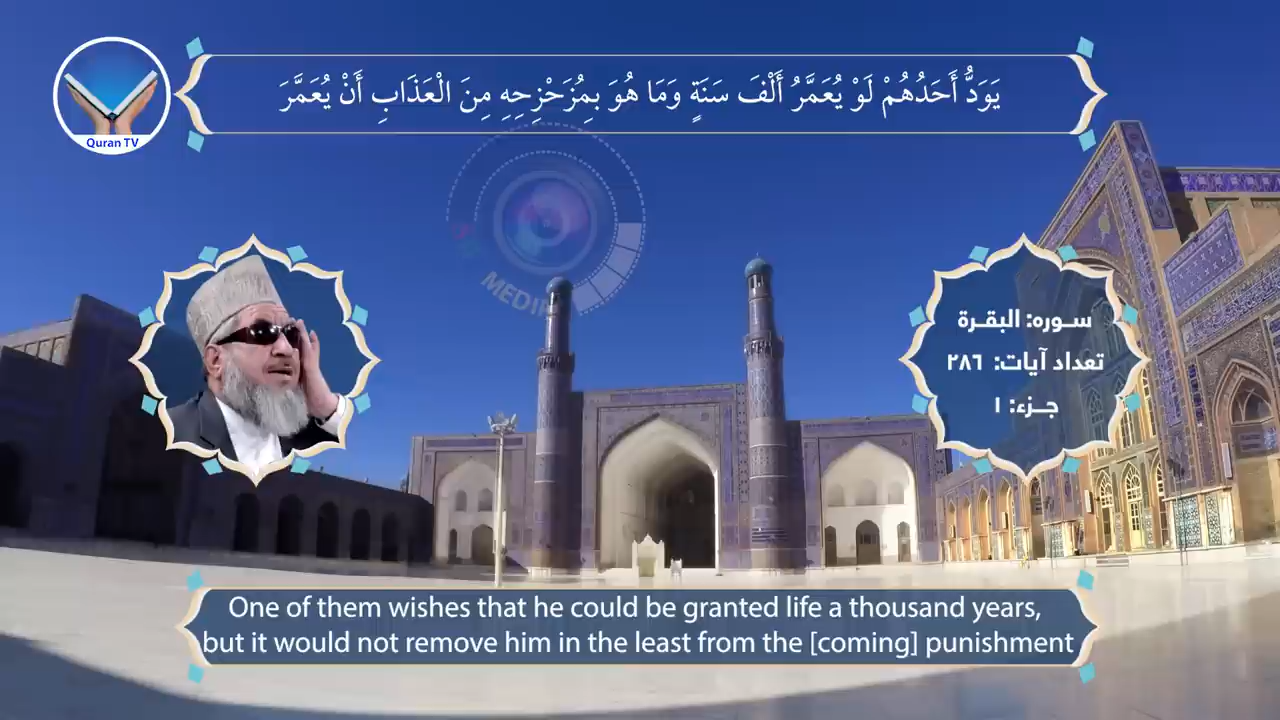 يَوَدُّ أَحَدُهُمْ لَوْ يُعَمَّرُ أَلْفَ سَنَةٍ وَمَا هُوَ بِمُزَحْزِحِهِ مِنَ الْعَذَابِ أَنْ يُعَمَّرَ
Quran TV
سوره: البقرة
تعداد آیات: ٢٨٦
جزء: ١
One of them wishes that he could be granted life a thousand years,
but it would not remove him in the least from the [coming] punishment